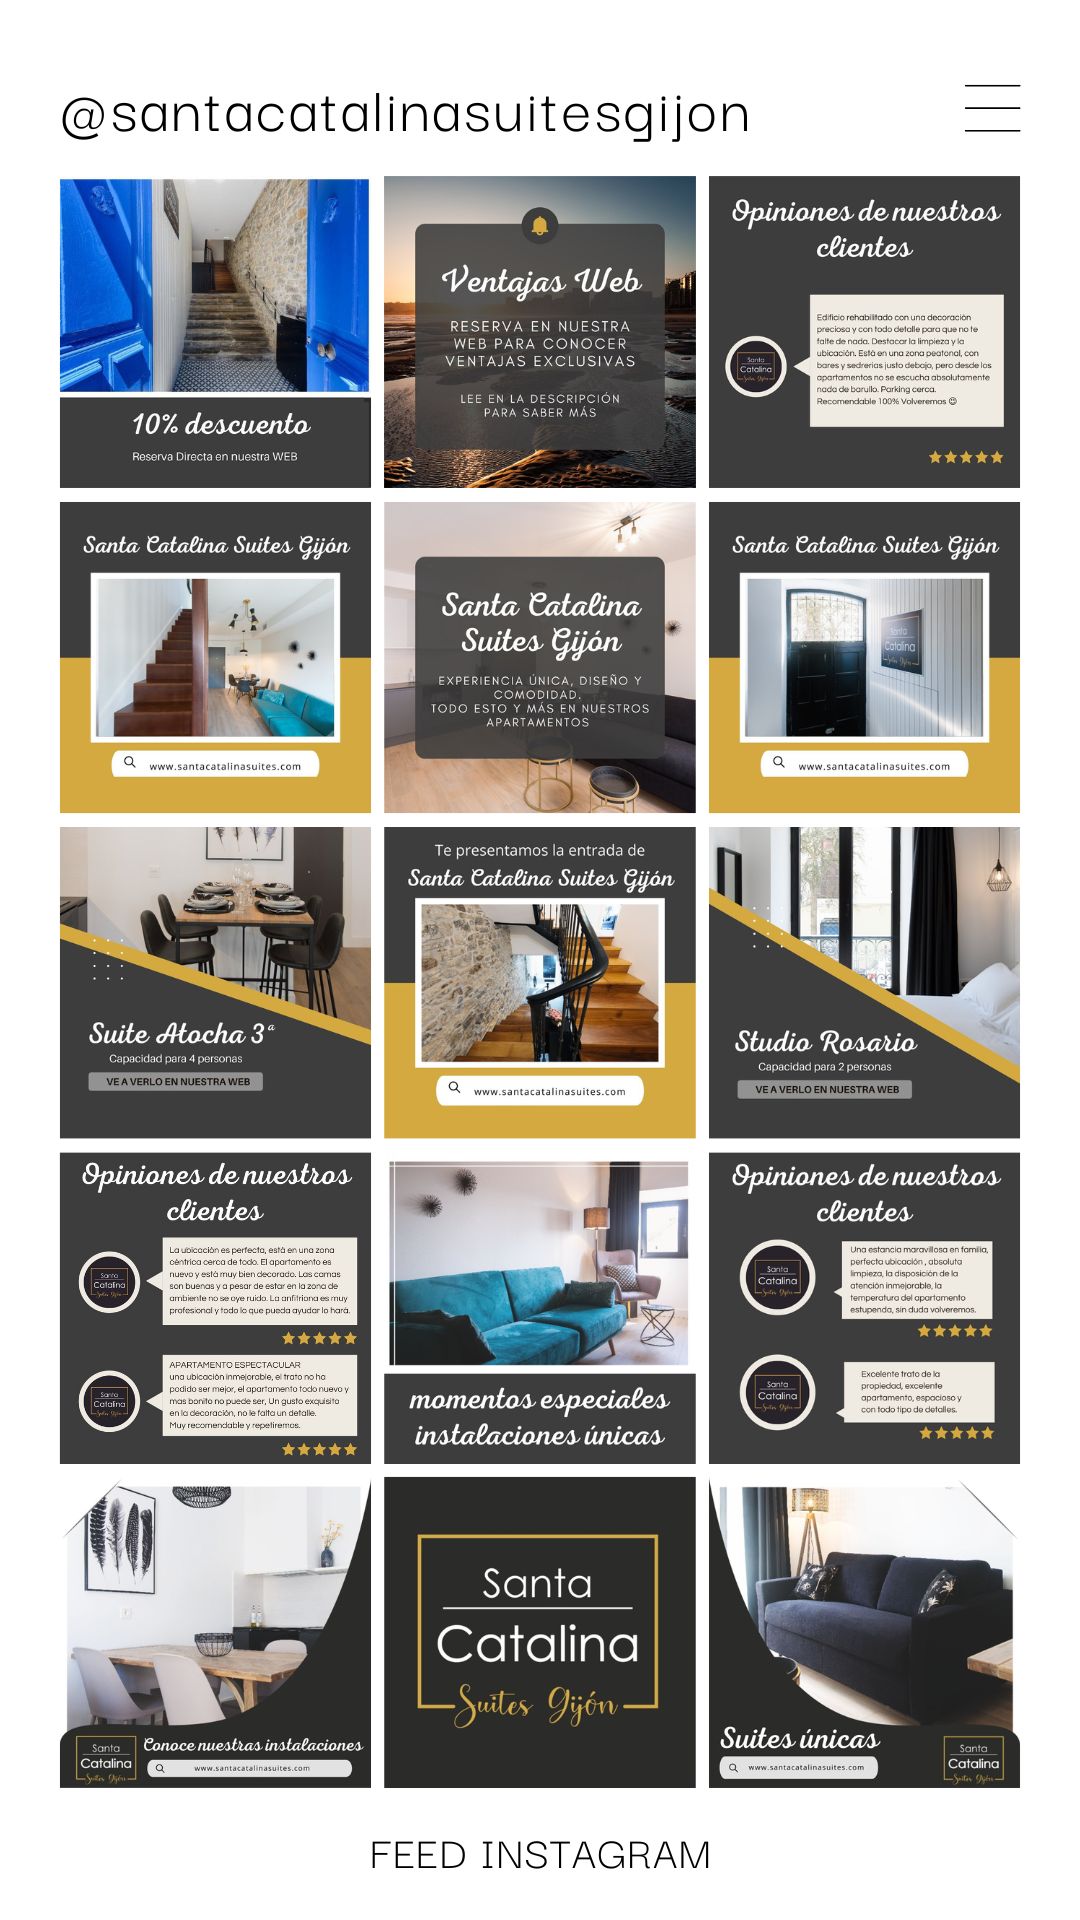 @santacatalinasuitesgijon
10% descuento
Reserva Directa en nuestra WEB
Ventajas Web
RESERVA EN NUESTRA
WEB PARA CONOCER
VENTAJAS EXCLUSIVAS
LEE EN LA DESCRIPCIÓN
PARA SABER MÁS
Opiniones de nuestros
clientes
Santa
Catalina
Suites Gijón
Edificio rehabilitado con una decoración
preciosa y con todo detalle para que no te
falte de nada. Destacar la limpieza y la
ubicación. Está en una zona peatonal, con
bares y sedrerias justo debajo, pero desde los
apartamentos no se escucha absolutamente
nada de barullo. Parking cerca.
Recomendable 100% Volveremos 😊
Santa Catalina Suites Gijón
www.santacatalinasuites.com
Santa Catalina
Suites Gijón
EXPERIENCIA ÚNICA, DISEÑO Y
COMODIDAD.
TODO ESTO Y MÁS EN NUESTROS
APARTAMENTOS
Santa Catalina Suites Gijón
Santa
Catalina
Suites Gijón
www.santacatalinasuites.com
Suite Atocha 3ª
Capacidad para 4 personas
VE A VERLO EN NUESTRA WEB
Te presentamos la entrada de
Santa Catalina Suites Gijón
www.santacatalinasuites.com
Studio Rosario
Capacidad para 2 personas
VE A VERLO EN NUESTRA WEB
Opiniones de nuestros
clientes
Santa
Catalina
Suites Gijón
La ubicación es perfecta, está en una zona
céntrica cerca de todo. El apartamento es
nuevo y está muy bien decorado. Las camas
son buenas y a pesar de estar en la zona de
ambiente no se oye ruido. La anfitriona es muy
profesional y todo lo que pueda ayudar lo hará.
Santa
Catalina
Suites Gijón
APARTAMENTO ESPECTACULAR
una ubicación inmejorable, el trato no ha
podido ser mejor, el apartamento todo nuevo y
mas bonito no puede ser, Un gusto exquisito
en la decoración, no le falta un detalle.
Muy recomendable y repetiremos.
momentos especiales
instalaciones únicas
Opiniones de nuestros
clientes
Santa
Catalina
Suites Gijón
Una estancia maravillosa en familia,
perfecta ubicación , absoluta
limpieza, la disposición de la
atención inmejorable, la
temperatura del apartamento
estupenda, sin duda volveremos.
Santa
Catalina
Suites Gijón
Excelente trato de la
propiedad, excelente
apartamento, espacioso y
con todo tipo de detalles.
Santa
Catalina
Suites Gijón
Conoce nuestras instalaciones
www.santacatalinasuites.com
Santa
Catalina
Suites Gijón
Suites únicas
www.santacatalinasuites.com
Santa
Catalina
Suites Gijón
FEED INSTAGRAM